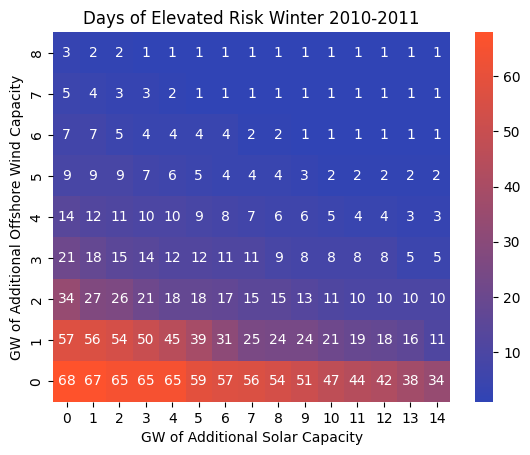 Days of Elevated Risk Winter 2010-2011
GW of Additional Offshore Wind Capacity
8 3 2 2 1 1 1 1 1 1 1 1 1 1 1 1
7 5 4 3 3 2 1 1 1 1 1 1 1 1 1 1
6 7 7 5 4 4 4 4 2 2 1 1 1 1 1 1
5 9 9 9 7 6 5 4 4 4 3 2 2 2 2 2
4 14 12 11 10 10 9 8 7 6 6 5 4 4 3 3
3 21 18 15 14 12 12 11 11 9 8 8 8 8 5 5
2 34 27 26 21 18 18 17 15 15 13 11 10 10 10 10
1 57 56 54 50 45 39 31 25 24 24 21 19 18 16 11
0 68 67 65 65 65 59 57 56 54 51 47 44 42 38 34
0 1 2 3 4 5 6 7 8 9 10 11 12 13 14
GW of Additional Solar Capacity
60
50
40
30
20
10